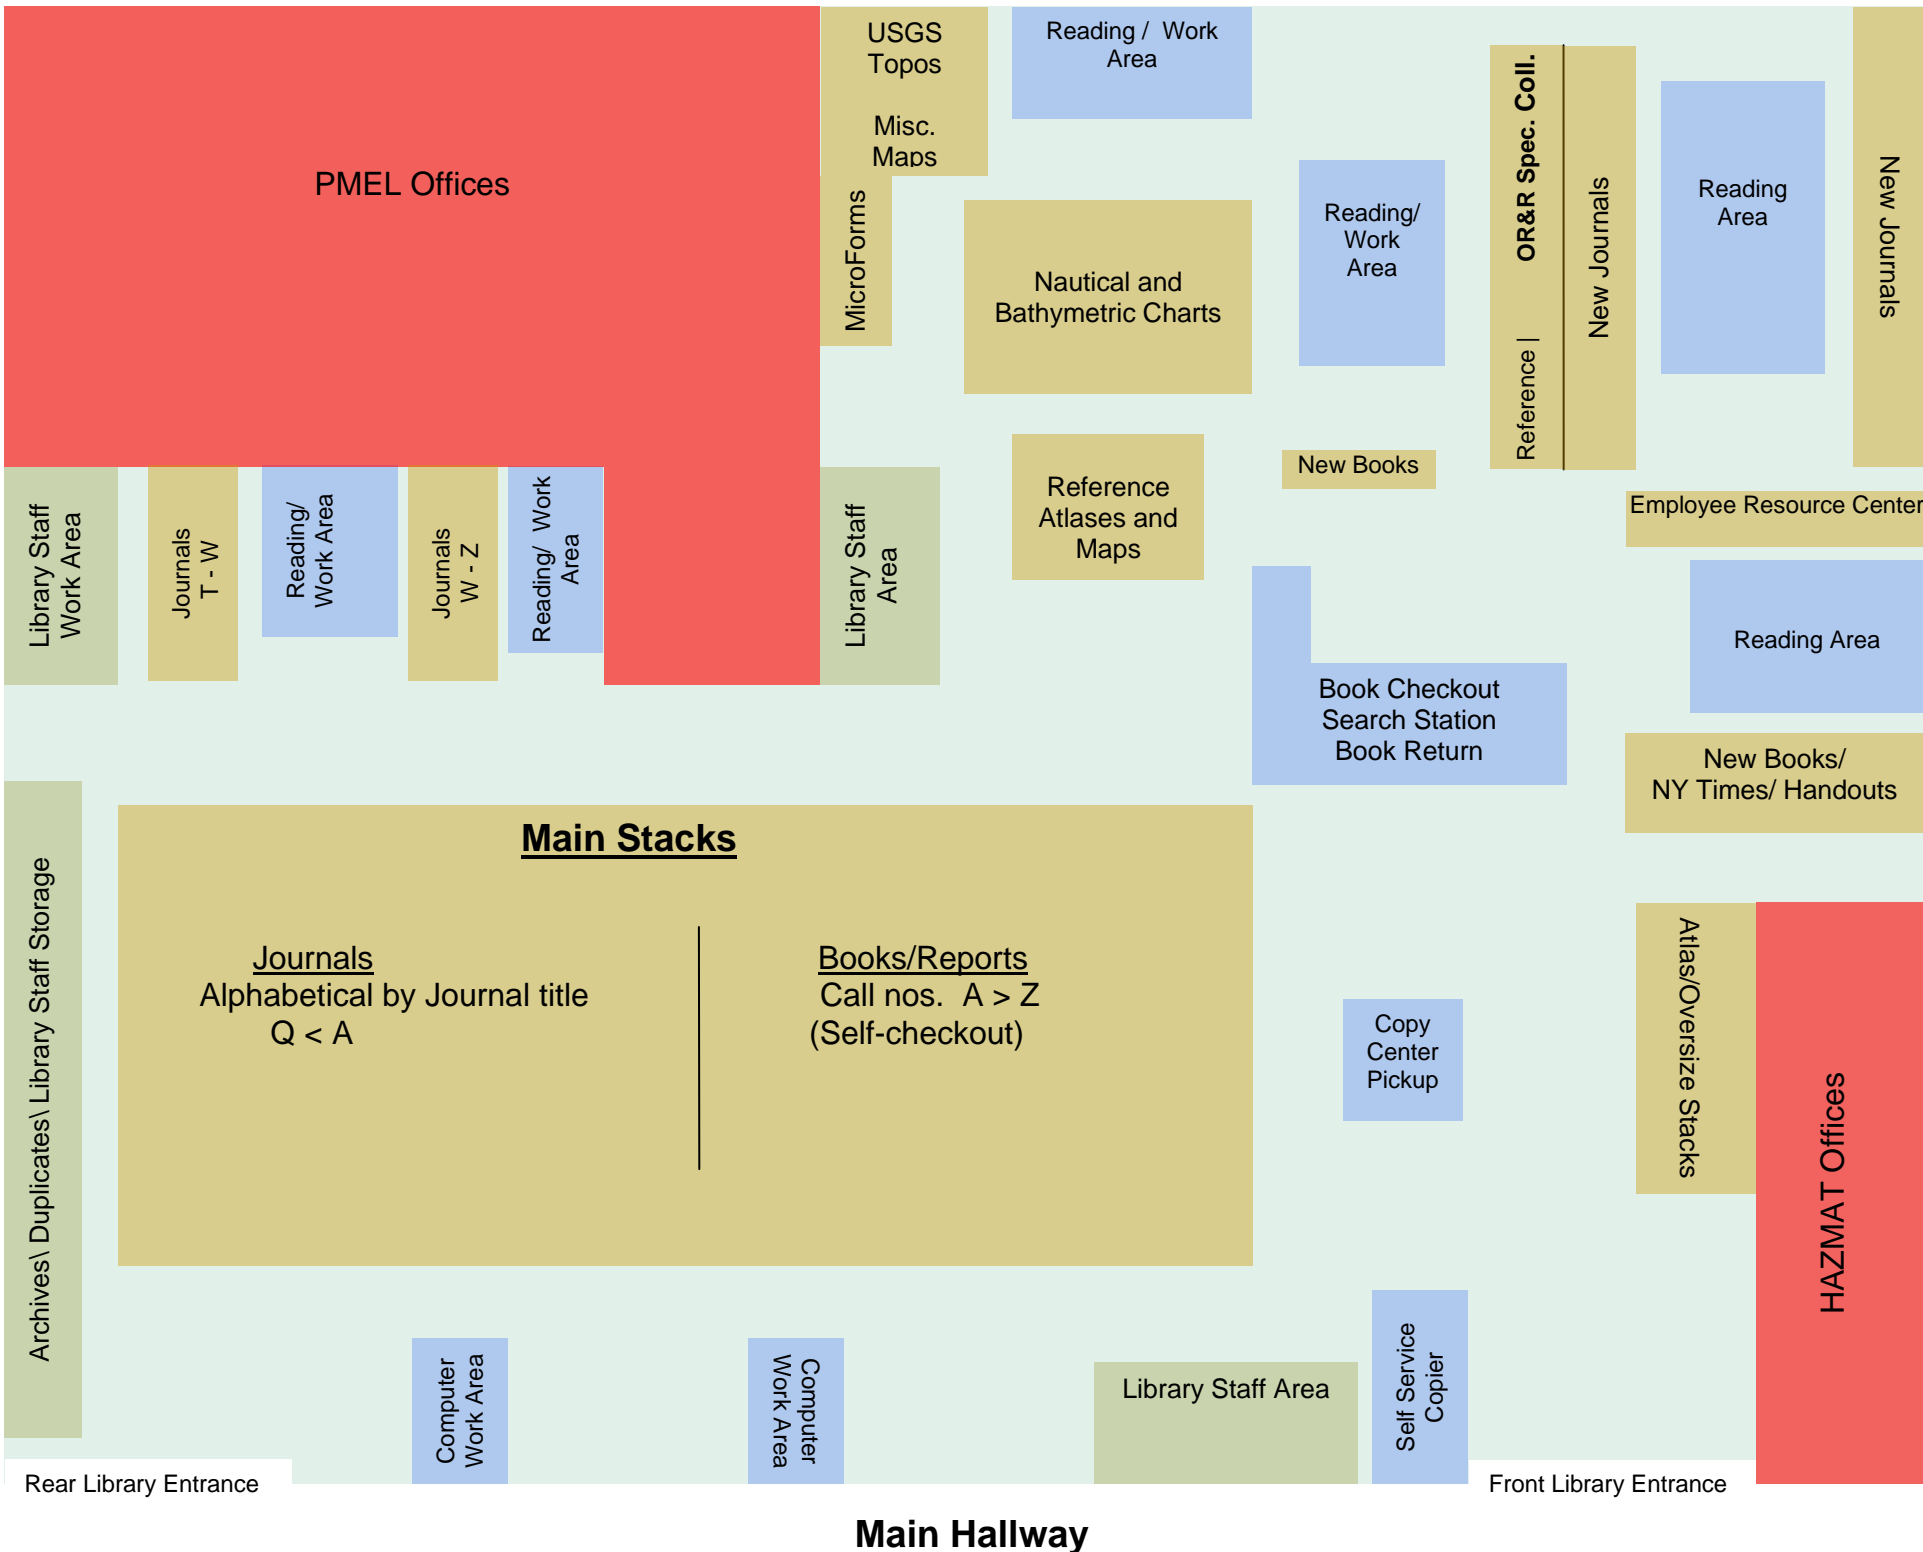 USGS
Topos
Misc.
Maps
Reading / Work
Area
PMEL Offices
MicroForms
Nautical and
Bathymetric Charts
Reading/
Work
Area
OR&R Spec. Coll.
Reference |
New Journals
Reading
Area
New Journals
Library Staff
Work Area
Journals
T - W
Reading/
Work Area
Journals
W - Z
Reading/ Work
Area
Library Staff
Area
Reference
Atlases and
Maps
New Books
Employee Resource Center
Reading Area
Book Checkout
Search Station
Book Return
New Books/
NY Times/ Handouts
Archives\ Duplicates\ Library Staff Storage
Main Stacks
Journals
Alphabetical by Journal title
Q < A
Books/Reports
Call nos. A > Z
(Self-checkout)
Copy
Center
Pickup
Atlas/Oversize Stacks
HAZMAT Offices
Computer
Work Area
Computer
Work Area
Library Staff Area
Self Service
Copier
Rear Library Entrance
Front Library Entrance
Main Hallway